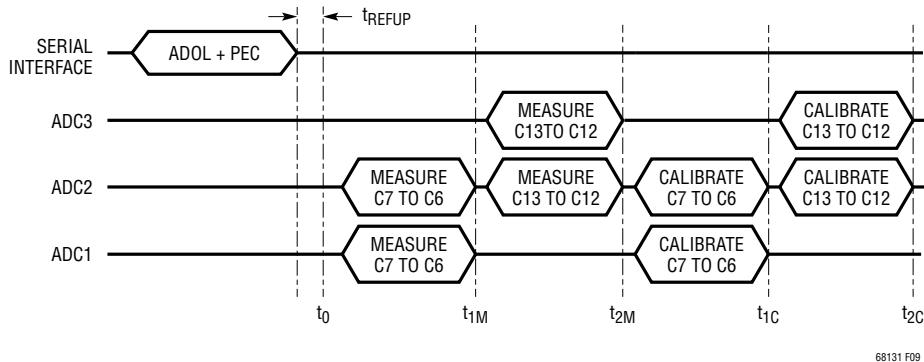 tREFUP
SERIAL
INTERFACE
ADOL + PEC
ADC3
MEASURE
C13TO C12
CALIBRATE
C13 TO C12
ADC2
MEASURE
C7 TO C6
MEASURE
C13 TO C12
CALIBRATE
C7 TO C6
CALIBRATE
C13 TO C12
ADC1
MEASURE
C7 TO C6
CALIBRATE
C7 TO C6
t0
t1M
t2M
t1C
t2C
68131 F09